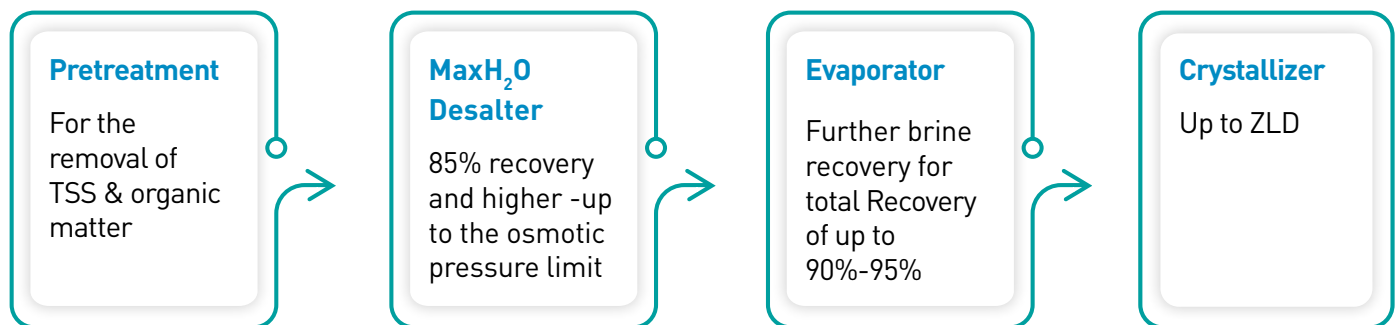 Pretreatment
For the
removal of
TSS & organic
matter
MaxH₂O
Desalter
85% recovery
and higher -up
to the osmotic
pressure limit
Evaporator
Further brine
recovery for
total Recovery
of up to
90%-95%
Crystallizer
Up to ZLD